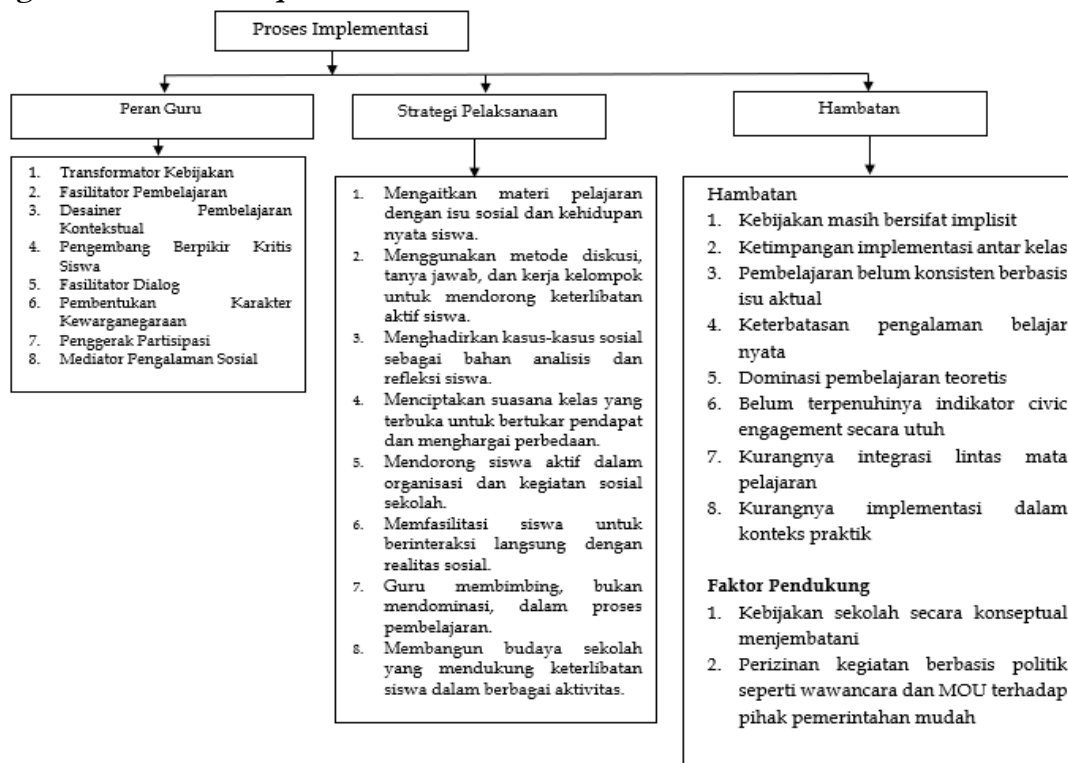 Proses Implementasi
Peran Guru
Strategi Pelaksanaan
Hambatan
1. Transformator Kebijakan
2. Fasilitator Pembelajaran
3. Desainer Pembelajaran
Kontekstual
4. Pengembang Berpikir Kritis
Siswa
5. Fasilitator Dialog
6. Pembentukan Karakter
Kewarganegaraan
7. Penggerak Partisipasi
8. Mediator Pengalaman Sosial
1. Mengaitkan materi pelajaran
dengan isu sosial dan kehidupan
nyata siswa.
2. Menggunakan metode diskusi,
tanya jawab, dan kerja kelompok
untuk mendorong keterlibatan
aktif siswa.
3. Menghadirkan kasus-kasus sosial
sebagai bahan analisis dan
refleksi siswa.
4. Menciptakan suasana kelas yang
terbuka untuk bertukar pendapat
dan menghargai perbedaan.
5. Mendorong siswa aktif dalam
organisasi dan kegiatan sosial
sekolah.
6. Memfasilitasi siswa untuk
berinteraksi langsung dengan
realitas sosial.
7. Guru membimbing, bukan
mendominasi, dalam proses
pembelajaran.
8. Membangun budaya sekolah
yang mendukung keterlibatan
siswa dalam berbagai aktivitas.
Hambatan
1. Kebijakan masih bersifat implisit
2. Ketimpangan implementasi antar kelas
3. Pembelajaran belum konsisten berbasis
isu aktual
4. Keterbatasan pengalaman belajar
nyata
5. Dominasi pembelajaran teoretis
6. Belum terpenuhinya indikator civic
engagement secara utuh
7. Kurangnya integrasi lintas mata
pelajaran
8. Kurangnya implementasi dalam
konteks praktik
Faktor Pendukung
1. Kebijakan sekolah secara konseptual
menjembatani
2. Perizinan kegiatan berbasis politik
seperti wawancara dan MOU terhadap
pihak pemerintahan mudah